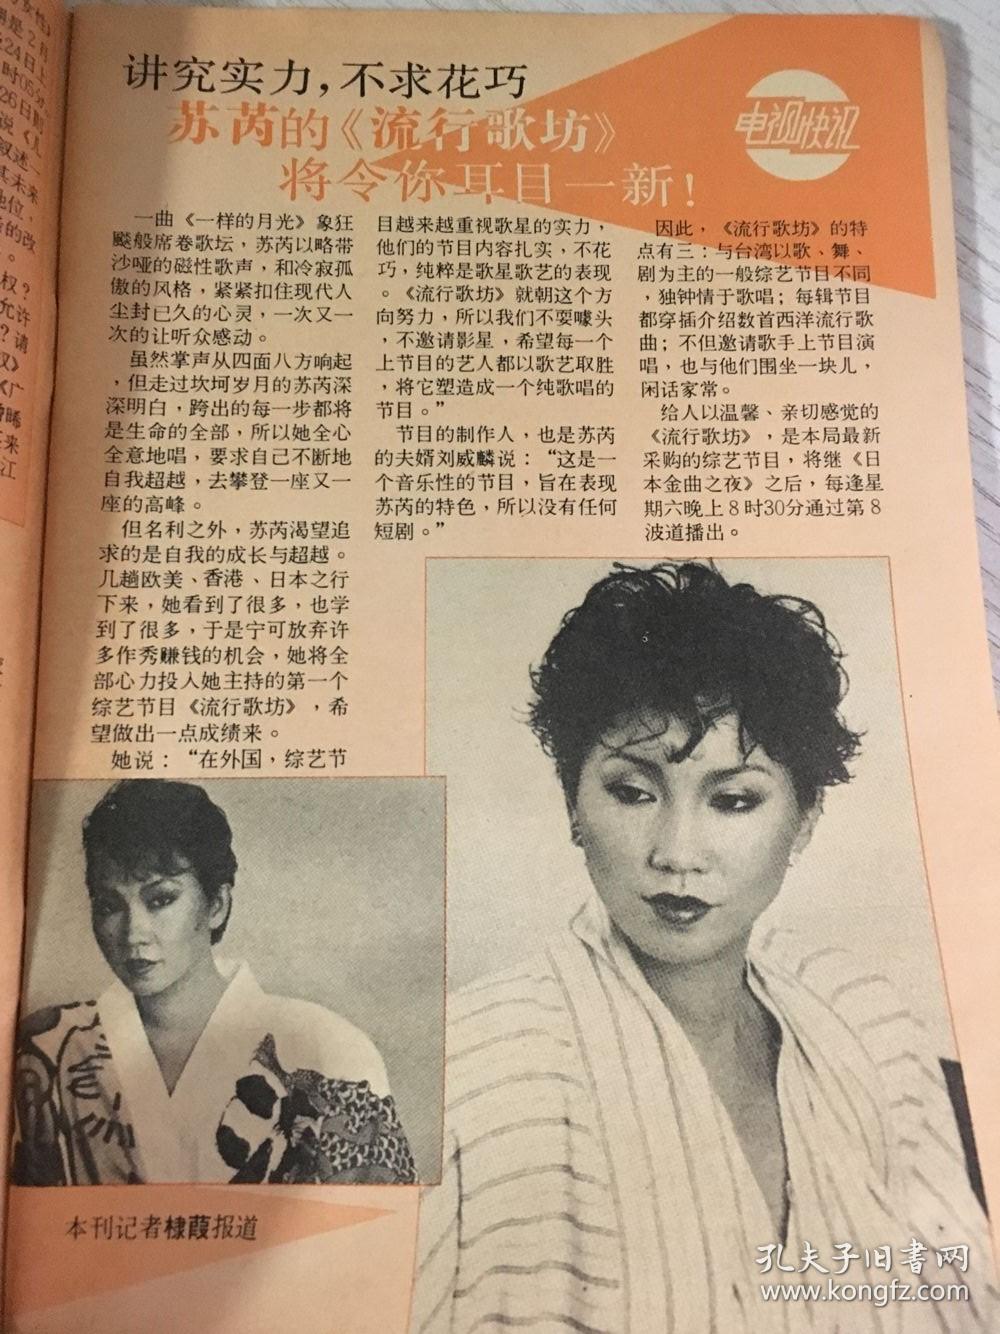 讲究实力，不求花巧
苏芮的《流行歌坊》
将令你耳目一新！
电视快讯
一曲《一样的月光》象狂
飈般席卷歌坛，苏芮以略带
沙哑的磁性歌声，和冷寂孤
傲的风格，紧紧扣住现代人
尘封已久的心灵，一次又一
次的让听众感动。
虽然掌声从四面八方响起
，但走过坎坷岁月的苏芮深
深明白，跨出的每一步都将
是生命的全部，所以她全心
全意地唱，要求自己不断地
自我超越，去攀登一座又一
座的高峰。
但名利之外，苏芮渴望追
求的是自我的成长与超越。
几趟欧美、香港、日本之行
下来，她看到了很多，也学
到了很多，于是宁可放弃许
多作秀赚钱的机会，她将全
部心力投入她主持的第一个
综艺节目《流行歌坊》，希
望做出一点成绩来。
她说：“在外国，综艺节
目越来越重视歌星的实力，
他们的节目内容扎实，不花
巧，纯粹是歌星歌艺的表现
。《流行歌坊》就朝这个方
向努力，所以我们不耍噱头
，不邀请影星，希望每一个
上节目的艺人都以歌艺取胜
，将它塑造成一个纯歌唱的
节目。”
节目的制作人，也是苏芮
的夫婿刘威麟说：“这是一
个音乐性的节目，旨在表现
苏芮的特色，所以没有任何
短剧。”
因此，《流行歌坊》的特
点有三：与台湾以歌、舞、
剧为主的一般综艺节目不同
，独钟情于歌唱；每辑节目
都穿插介绍数首西洋流行歌
曲；不但邀请歌手上节目演
唱，也与他们围坐一块儿，
闲话家常。
给人以温馨、亲切感觉的
《流行歌坊》，是本局最新
采购的综艺节目，将继《日
本金曲之夜》之后，每逢星
期六晚上8时30分通过第8
波道播出。
本刊记者棣葭报道
孔夫子旧书网
www.kongfz.com